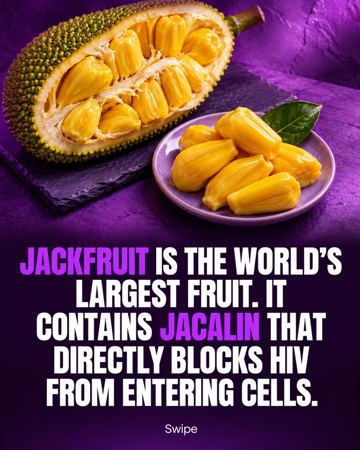 JACKFRUIT IS THE WORLD'S
LARGEST FRUIT. IT
CONTAINS JACALIN THAT
DIRECTLY BLOCKS HIV
FROM ENTERING CELLS.
Swipe